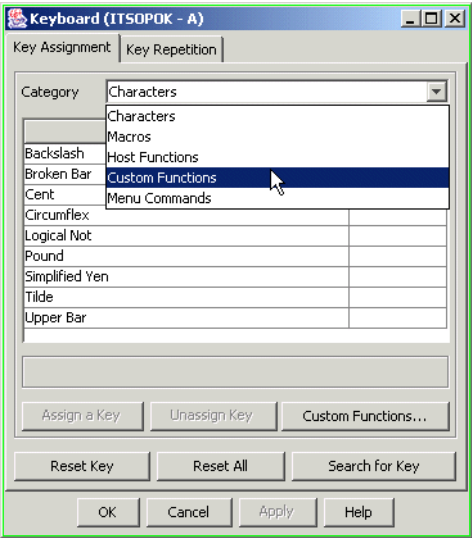 Keyboard (ITSOPOK - A)
Key Assignment Key Repetition
Category Characters
Characters
Macros
Host Functions
Custom Functions
Menu Commands
Backslash
Broken Bar
Cent
Circumflex
Logical Not
Pound
Simplified Yen
Tilde
Upper Bar
Assign a Key Unassign Key Custom Functions...
Reset Key Reset All Search for Key
OK Cancel Apply Help